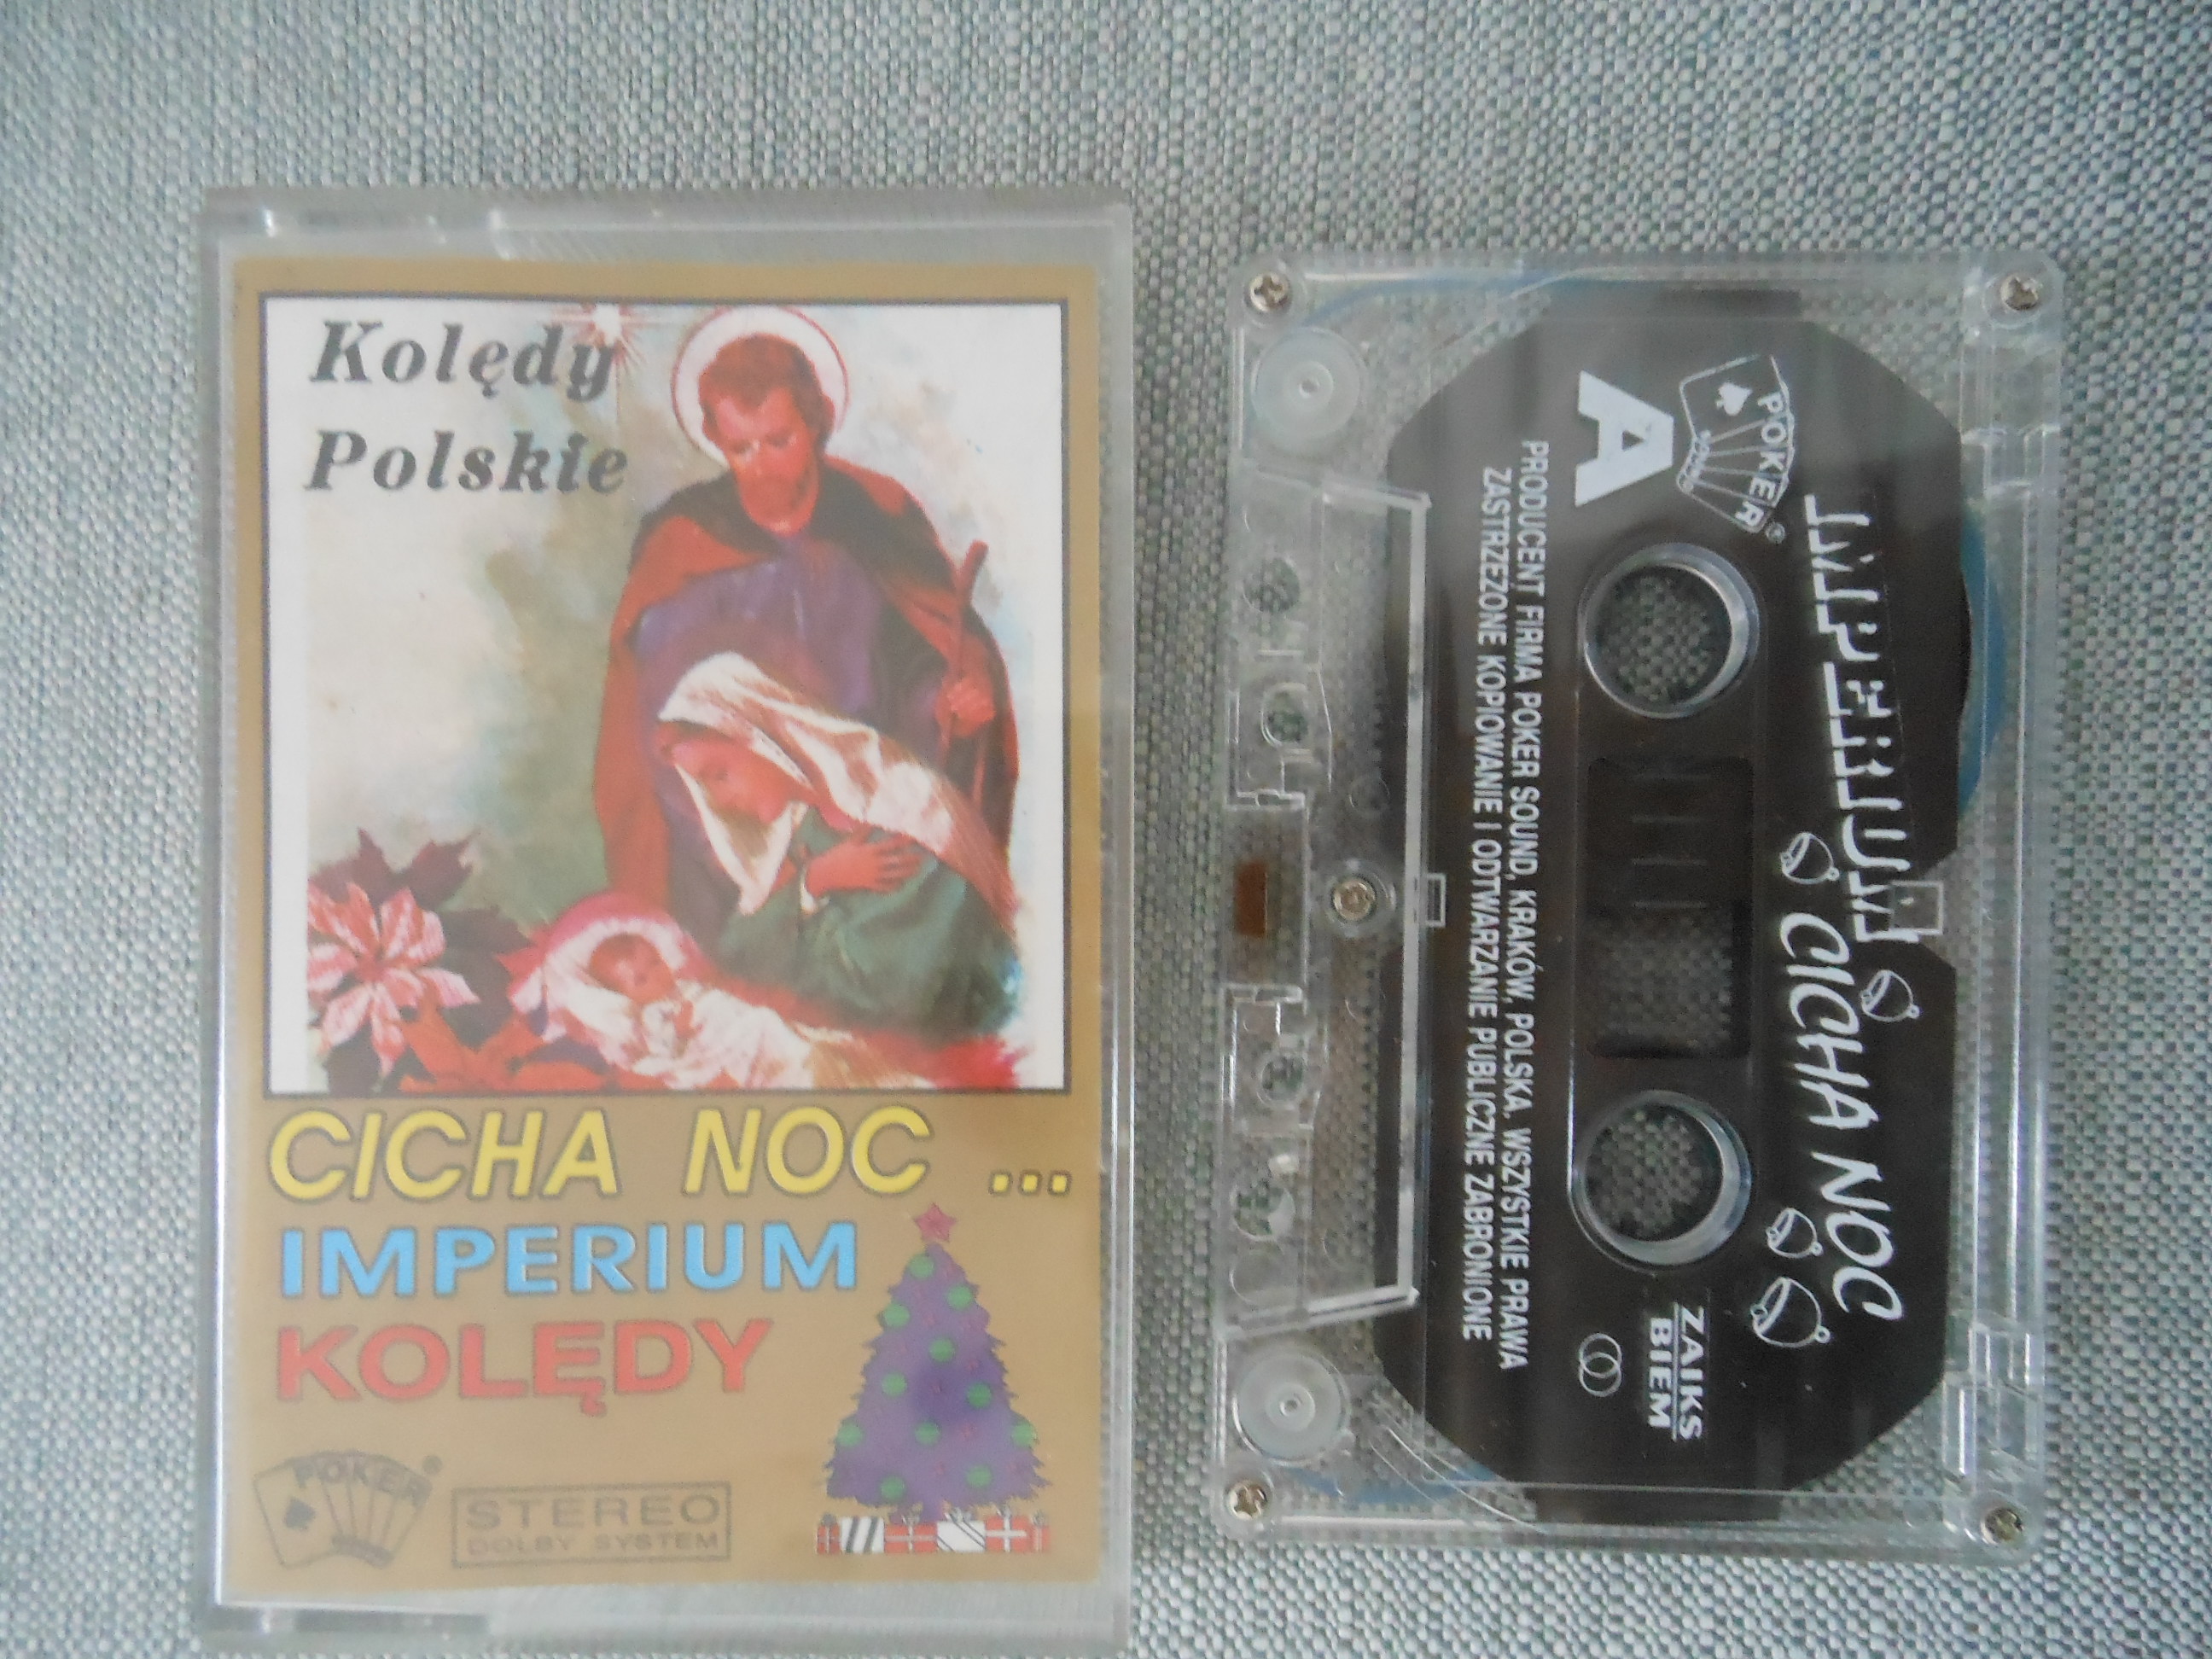 Kolędy
Polskie
CICHA NOC ...
IMPERIUM
KOLĘDY
POKER ®
STEREO
DOLBY SYSTEM
IMPERIUM
CICHA NOC
POKER ®
SOUND
A
ZAIKS
BIEM
PRODUCENT FIRMA POKER SOUND, KRAKÓW, POLSKA. WSZYSTKIE PRAWA
ZASTRZEŻONE KOPIOWANIE I ODTWARZANIE PUBLICZNE ZABRONIONE